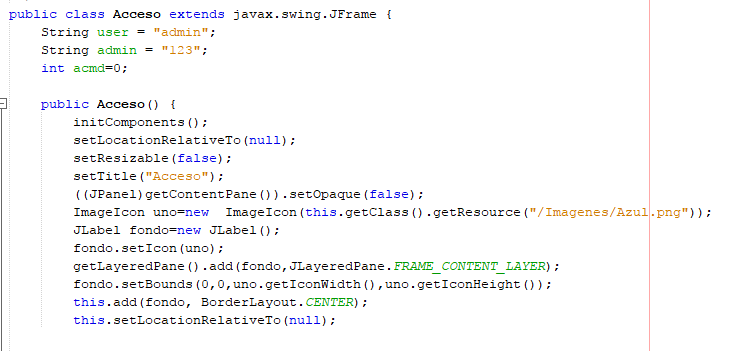 public class Acceso extends javax.swing.JFrame {
String user = "admin";
String admin = "123";
int acmd=0;
public Acceso() {
initComponents();
setLocationRelativeTo(null);
setResizable(false);
setTitle("Acceso");
((JPanel)getContentPane()).setOpaque(false);
ImageIcon uno=new  ImageIcon(this.getClass().getResource("/Imagenes/Azul.png"));
JLabel fondo=new JLabel();
fondo.setIcon(uno);
getLayeredPane().add(fondo,JLayeredPane.FRAME_CONTENT_LAYER);
fondo.setBounds(0,0,uno.getIconWidth(),uno.getIconHeight());
this.add(fondo, BorderLayout.CENTER);
this.setLocationRelativeTo(null);